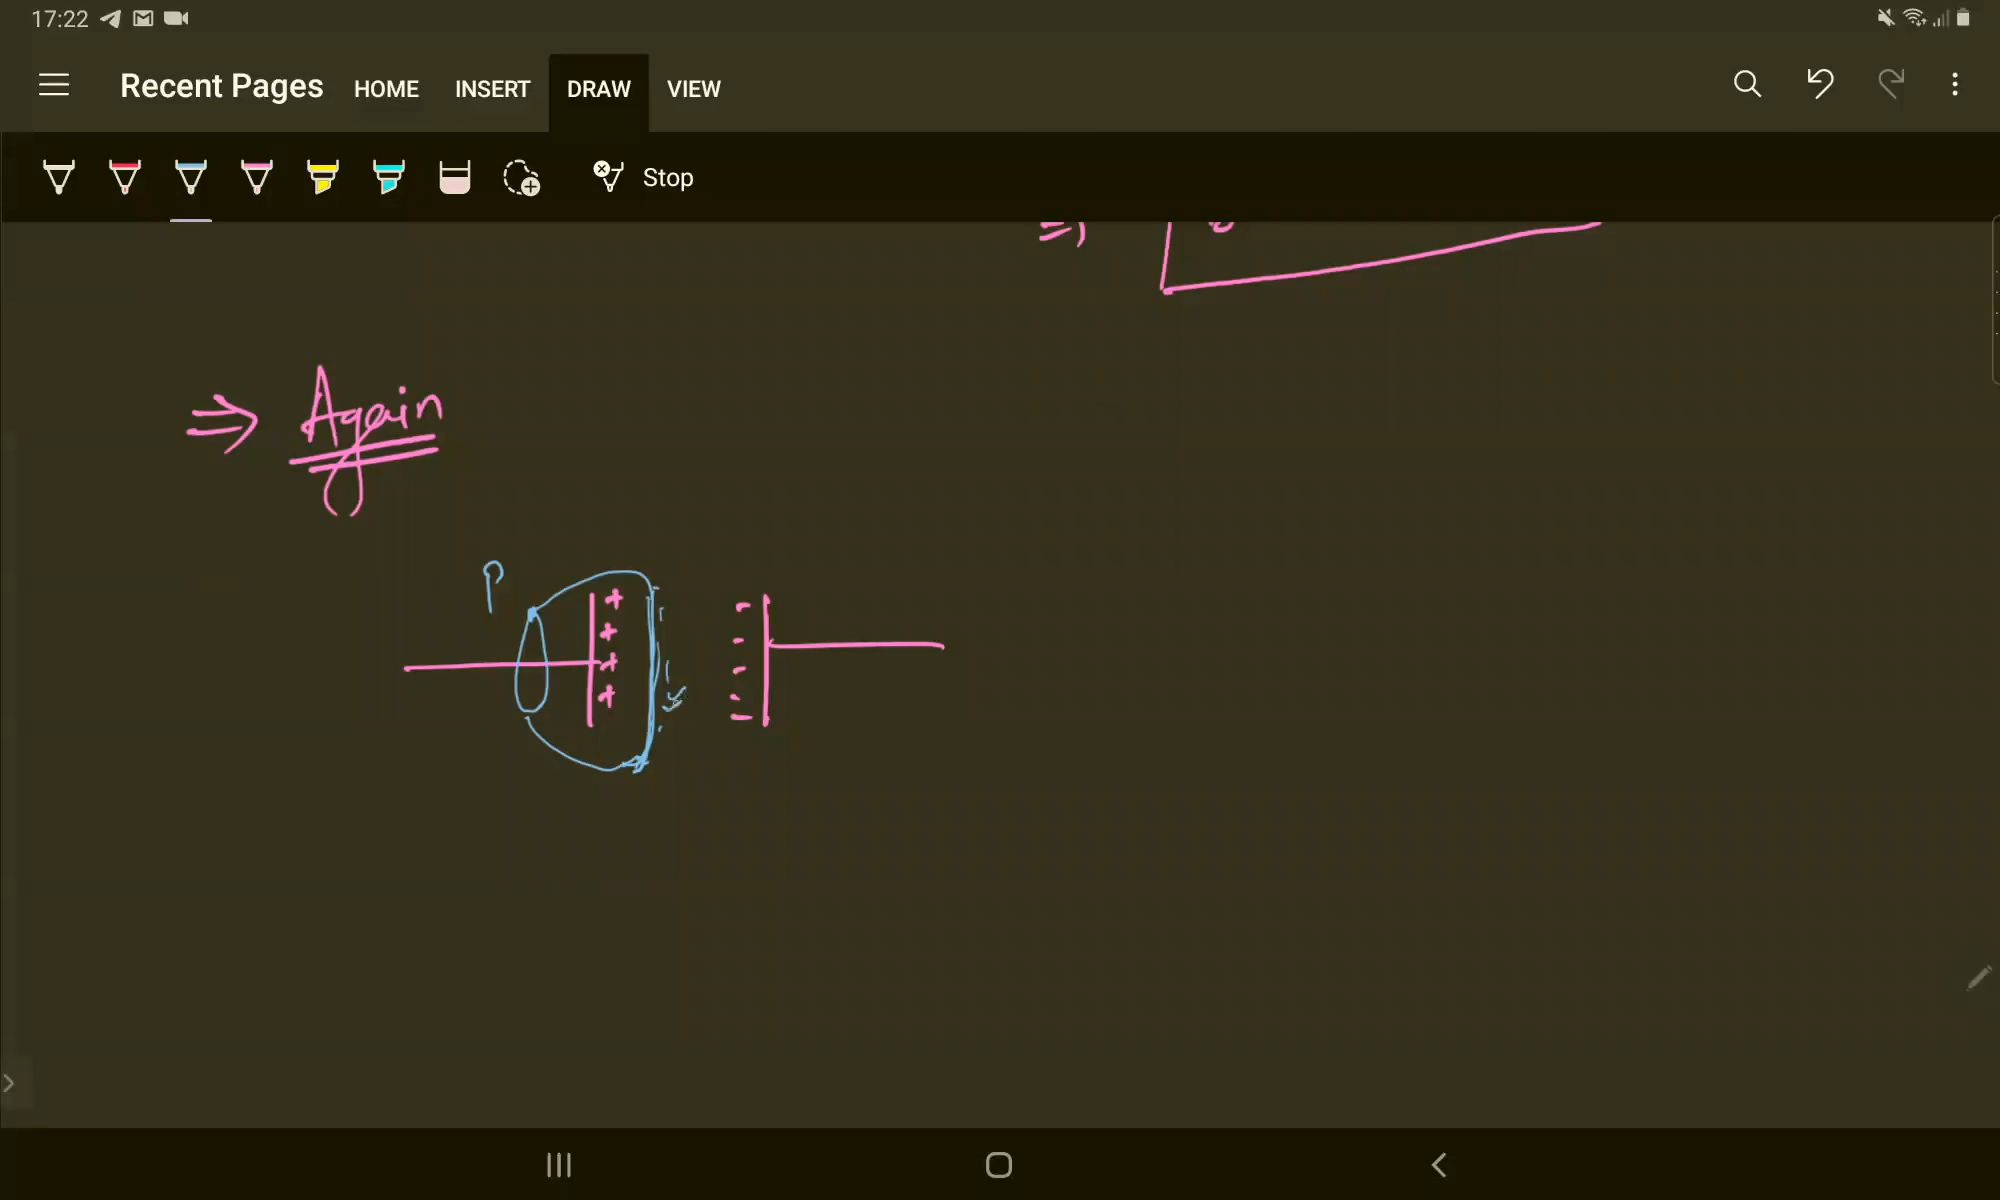 17:22
Recent Pages HOME INSERT DRAW VIEW
Stop
⇒ Again
P
+
+
+
+
-
-
-
-
-